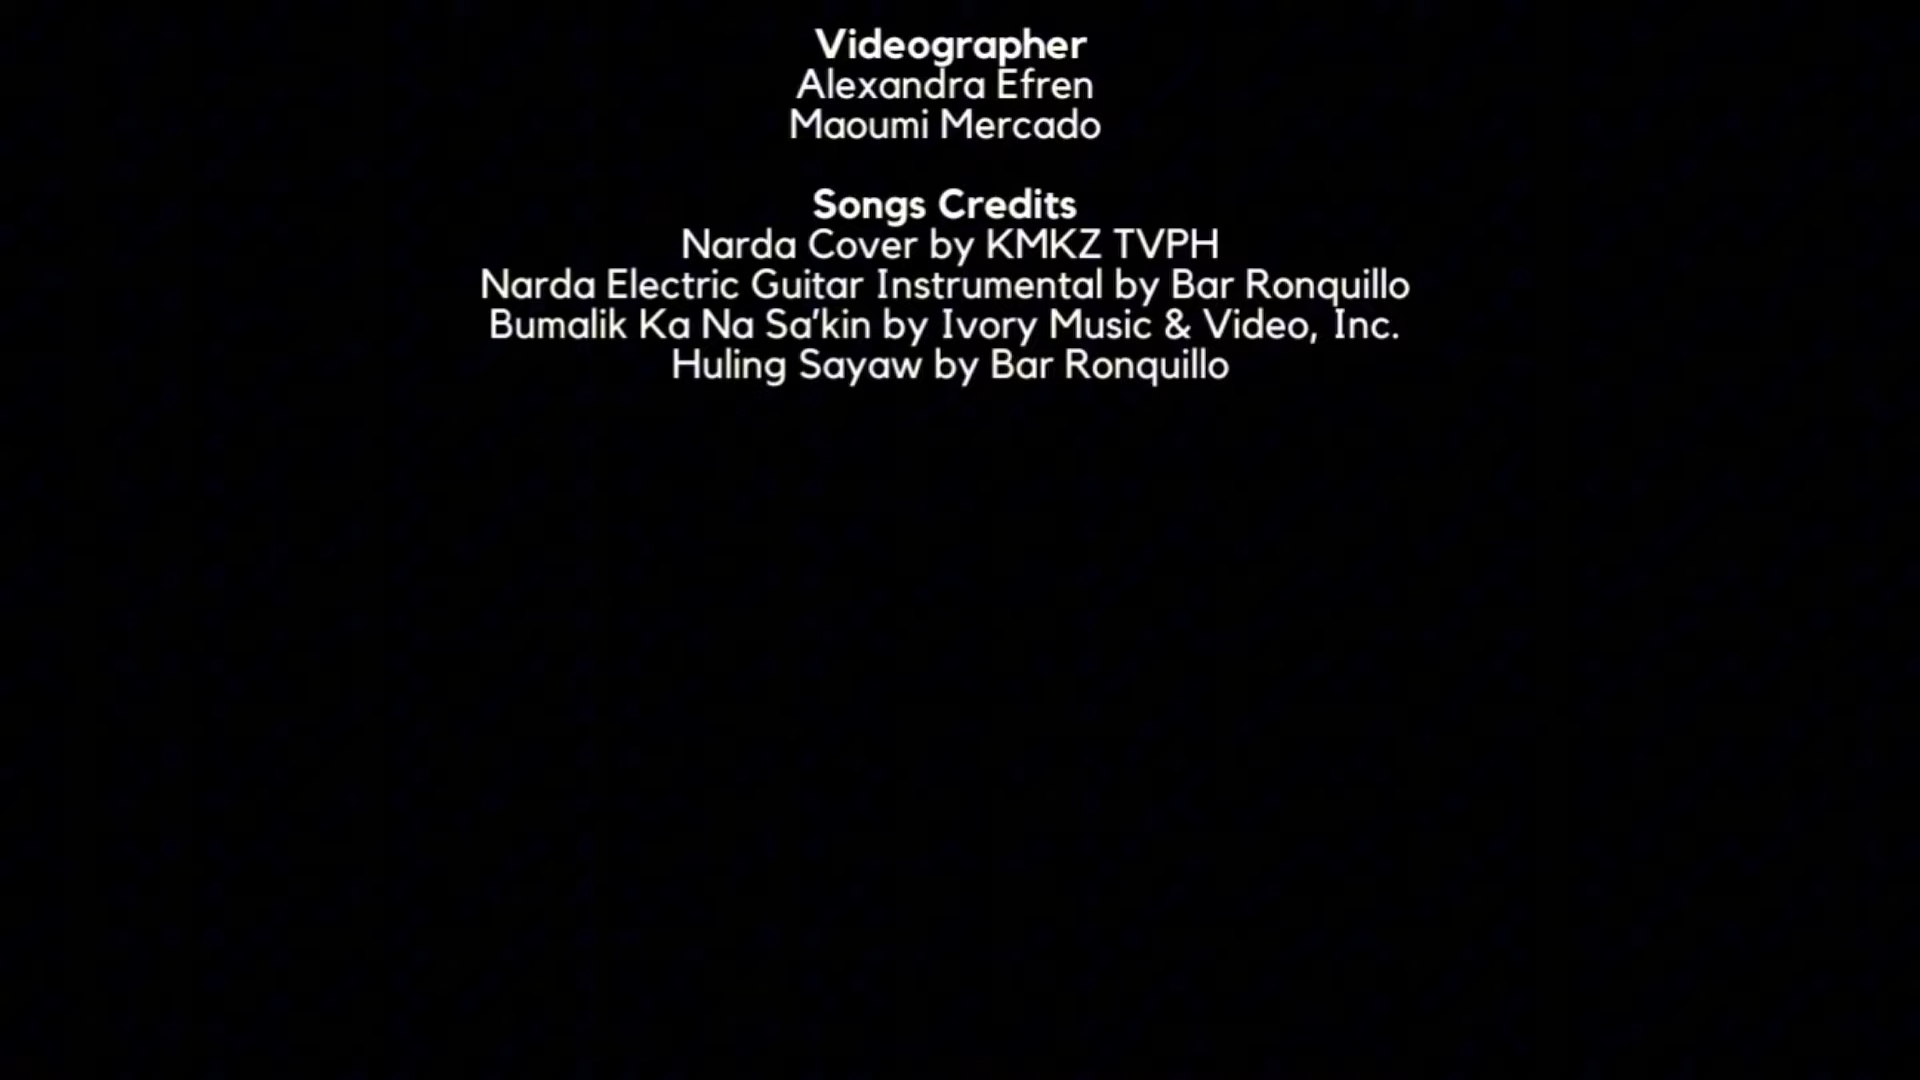 Videographer
Alexandra Efren
Maoumi Mercado
Songs Credits
Narda Cover by KMKZ TVPH
Narda Electric Guitar Instrumental by Bar Ronquillo
Bumalik Ka Na Sa’kin by Ivory Music & Video, Inc.
Huling Sayaw by Bar Ronquillo